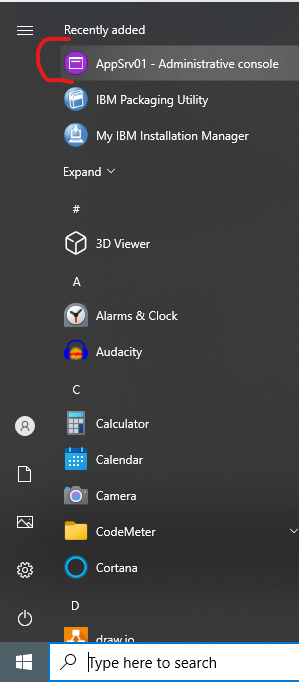 Recently added
AppSrv01 - Administrative console
IBM Packaging Utility
My IBM Installation Manager
Expand
#
3D Viewer
A
Alarms & Clock
Audacity
C
Calculator
Calendar
Camera
CodeMeter
Cortana
D
draw.io
Type here to search